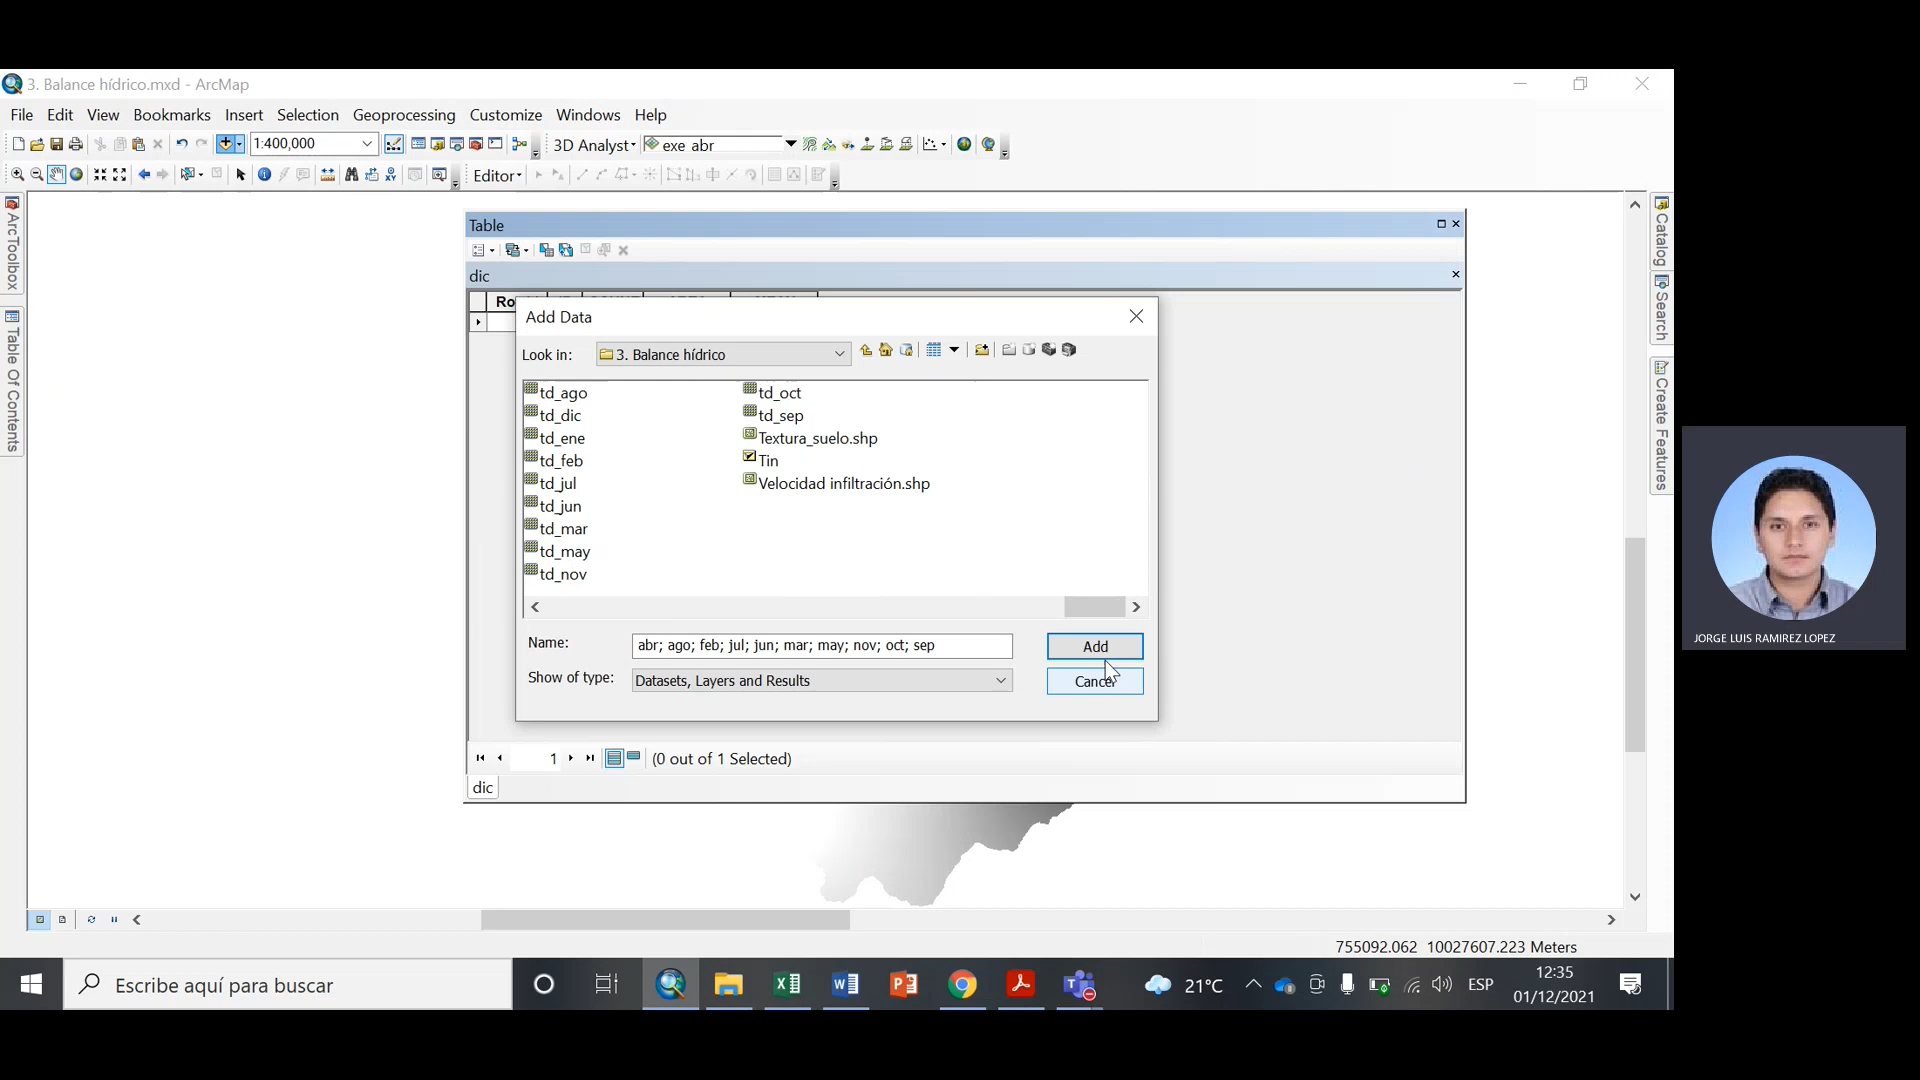 3. Balance hídrico.mxd - ArcMap
File Edit View Bookmarks Insert Selection Geoprocessing Customize Windows Help
1:400,000
3D Analyst
exe abr
Editor
ArcToolbox
Table Of Contents
Catalog
Search
Create Features
Table
dic
Add Data
Look in:
3. Balance hídrico
td_ago
td_dic
td_ene
td_feb
td_jul
td_jun
td_mar
td_may
td_nov
td_oct
td_sep
Textura_suelo.shp
Tin
Velocidad infiltración.shp
Name:
abr; ago; feb; jul; jun; mar; may; nov; oct; sep
Add
Show of type:
Datasets, Layers and Results
Cancel
1
(0 out of 1 Selected)
dic
JORGE LUIS RAMIREZ LOPEZ
755092.062 10027607.223 Meters
Escribe aquí para buscar
21°C
ESP
12:35
01/12/2021